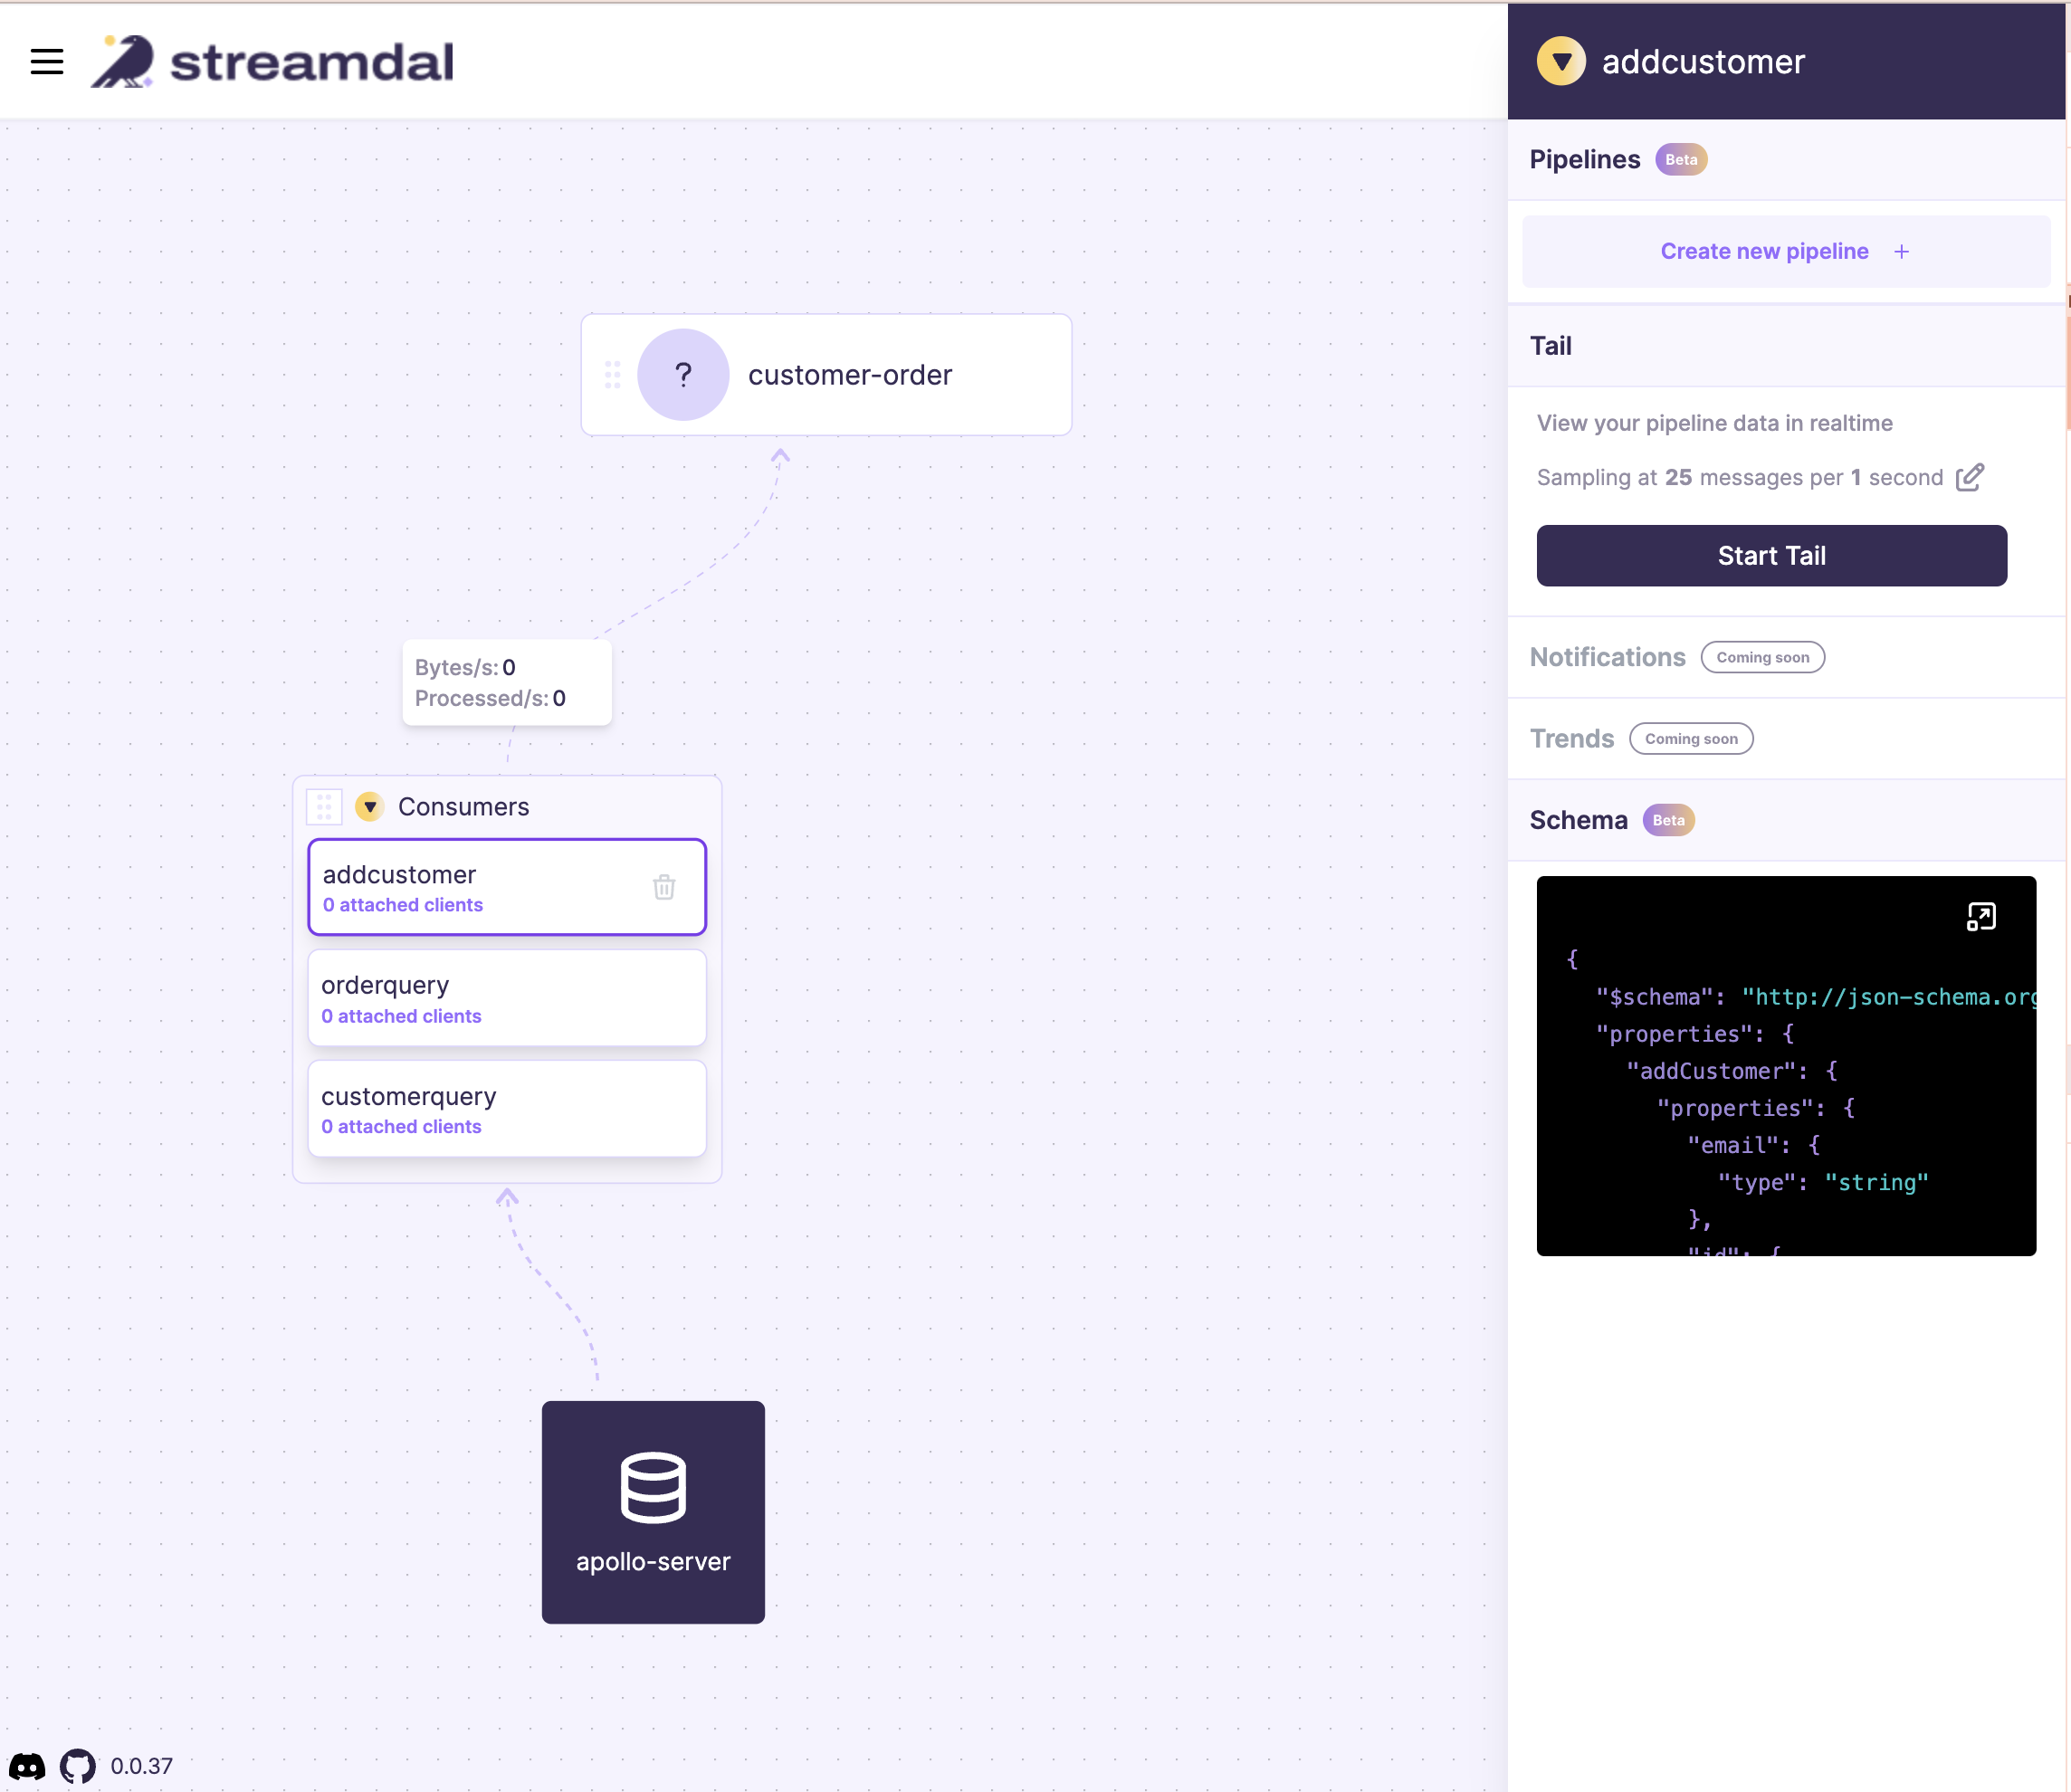 streamdal
customer-order
?
Bytes/s: 0
Processed/s: 0
Consumers
addcustomer
0 attached clients
orderquery
0 attached clients
customerquery
0 attached clients
apollo-server
0.0.37
addcustomer
Pipelines Beta
Create new pipeline +
Tail
View your pipeline data in realtime
Sampling at 25 messages per 1 second
Start Tail
Notifications Coming soon
Trends Coming soon
Schema Beta
{
"$schema": "http://json-schema.org
"properties": {
"addCustomer": {
"properties": {
"email": {
"type": "string"
},
"id": {